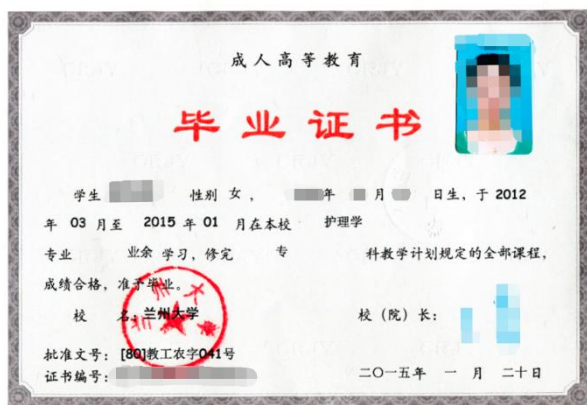 成人高等教育
毕业证书
学生 性别 女， 年 月 日生，于 2012
年 03 月至 2015 年 01 月在本校 护理学
专业 业余 学习，修完 专 科教学计划规定的全部课程，
成绩合格，准予毕业。
校 名：兰州大学 校（院）长：
批准文号：[80]教工农字041号
证书编号： 二〇一五年 一 月 二十日